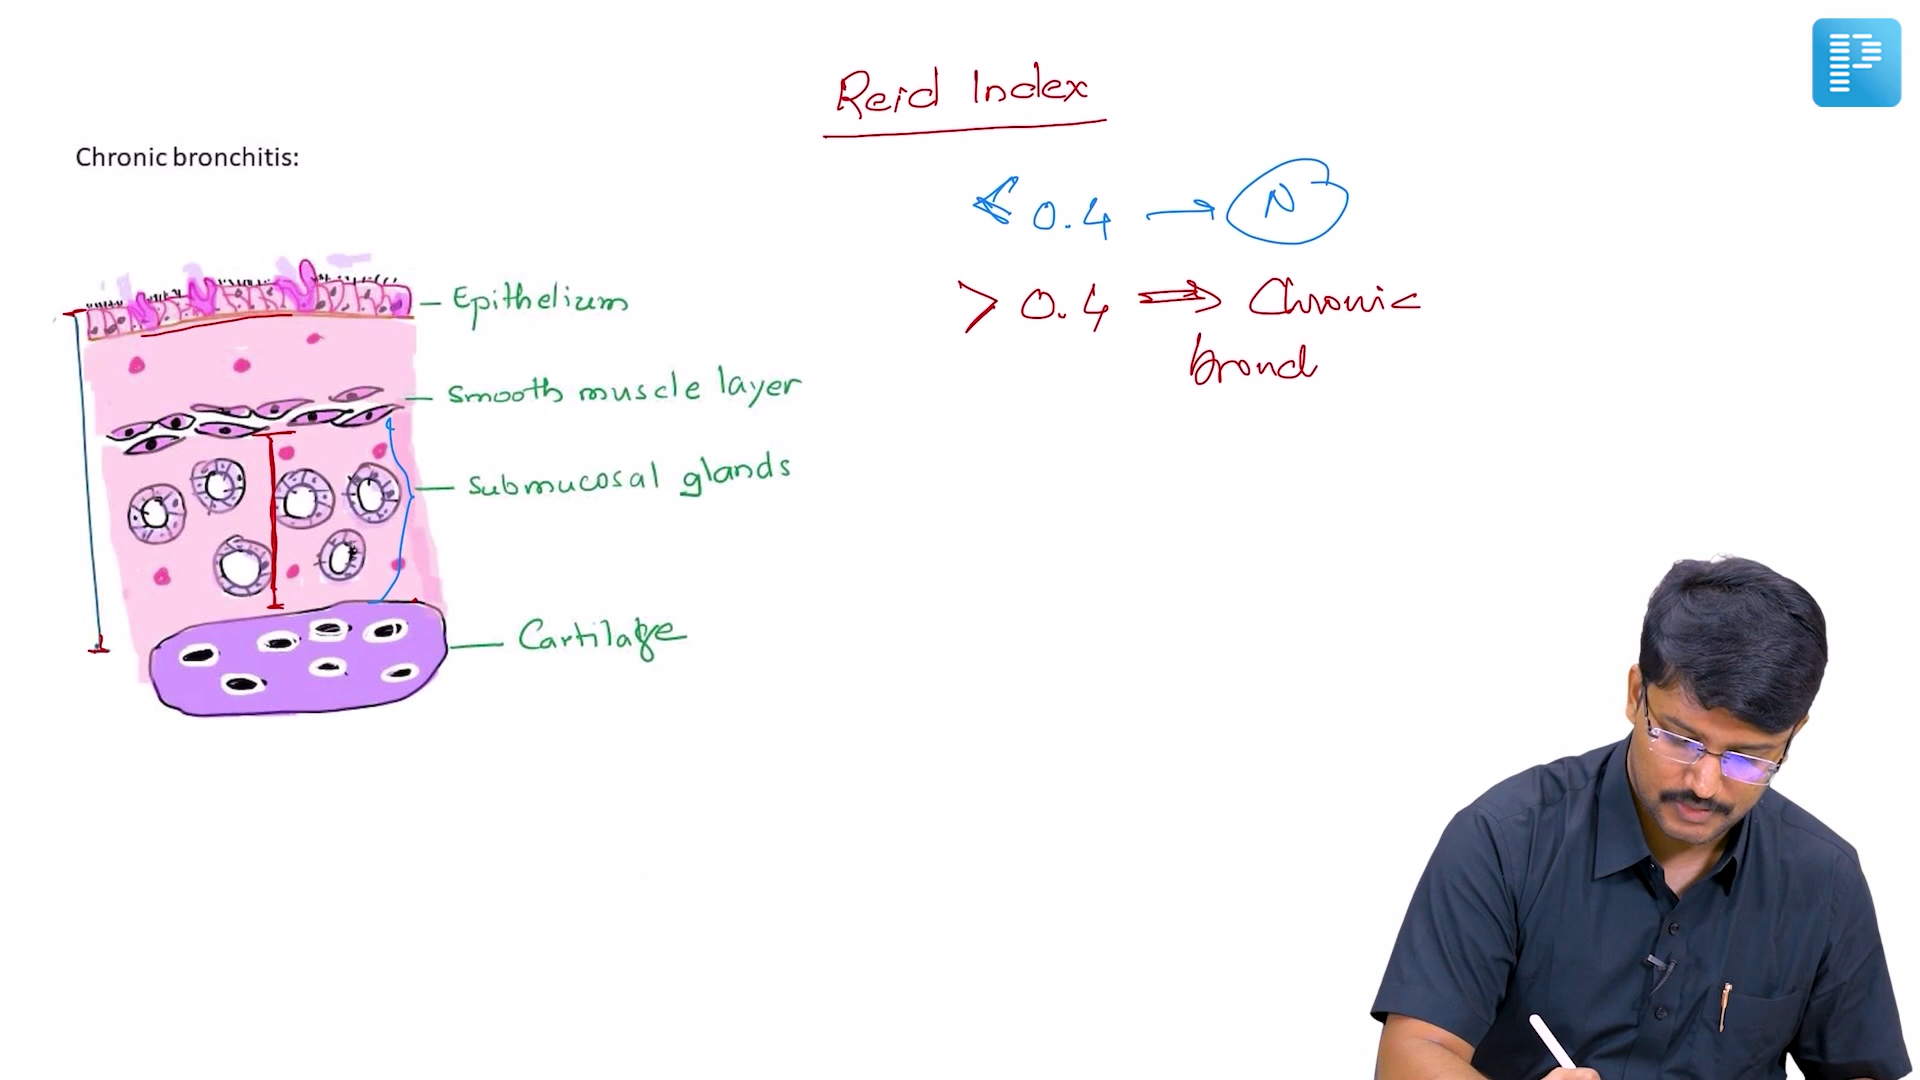 Reid Index
Chronic bronchitis:
< 0.4 → N
> 0.4 ⇒ Chronic
brond
Epithelium
Smooth muscle layer
Submucosal glands
Cartilage